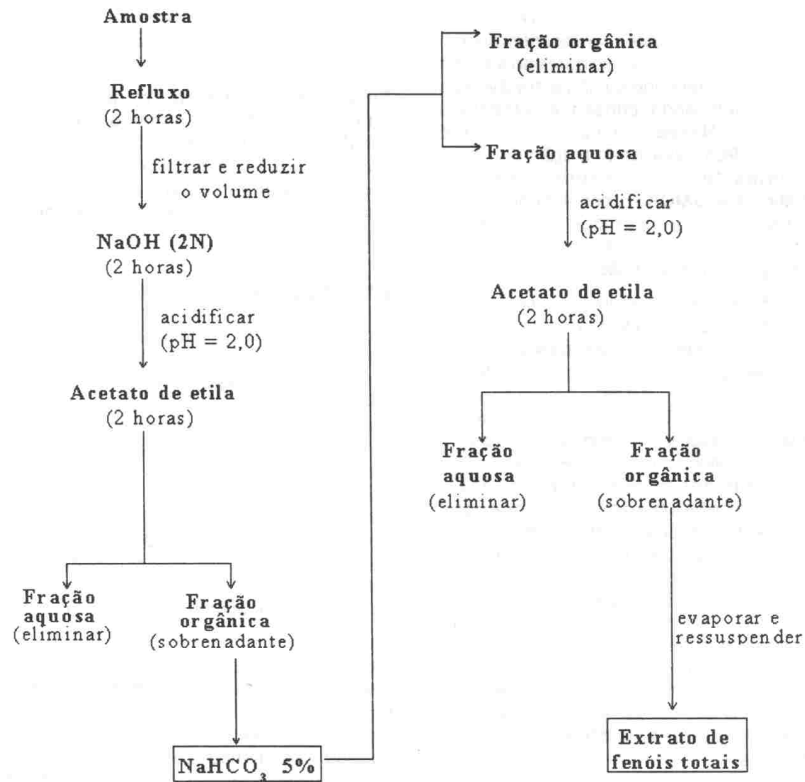 Amostra
Refluxo
(2 horas)
filtrar e reduzir
o volume
NaOH (2N)
(2 horas)
acidificar
(pH = 2,0)
Acetato de etila
(2 horas)
Fração
aquosa
(eliminar)
Fração
orgânica
(sobrenadante)
NaHCO₃ 5%
Fração orgânica
(eliminar)
Fração aquosa
acidificar
(pH = 2,0)
Acetato de etila
(2 horas)
Fração
aquosa
(eliminar)
Fração
orgânica
(sobrenadante)
evaporar e
ressuspender
Extrato de
fenóis totais